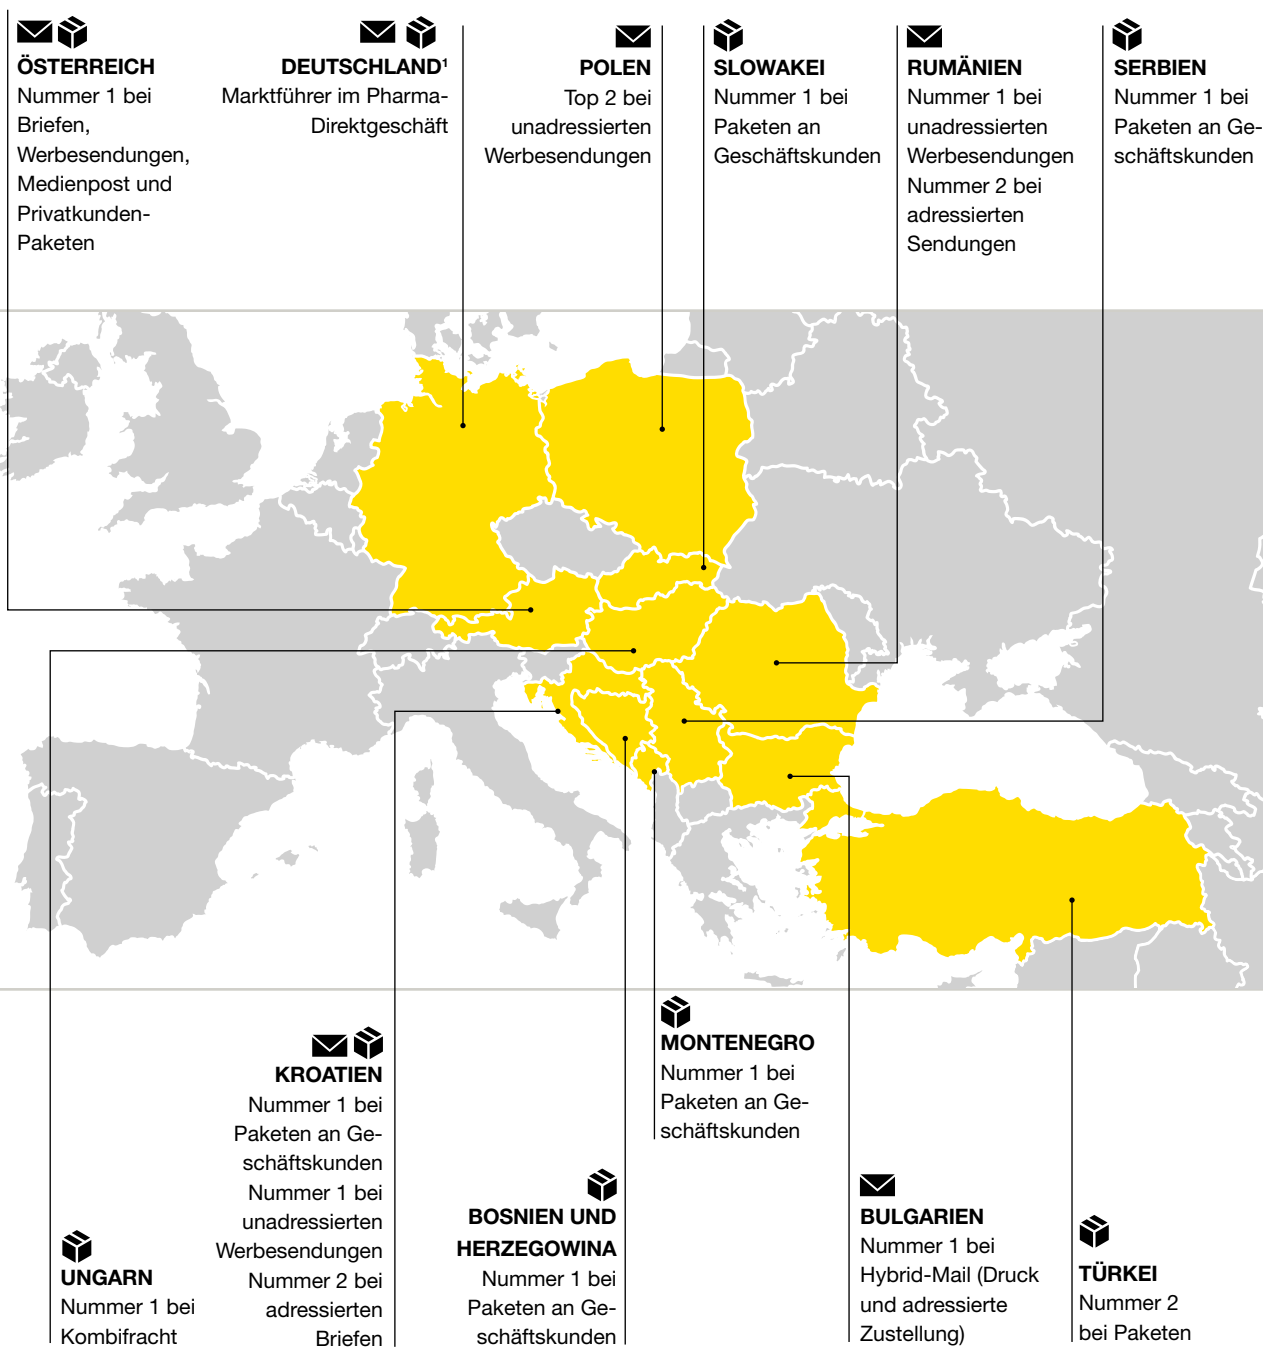 ÖSTERREICH
Nummer 1 bei
Briefen,
Werbesendungen,
Medienpost und
Privatkunden-
Paketen
DEUTSCHLAND¹
Marktführer im Pharma-
Direktgeschäft
POLEN
Top 2 bei
unadressierten
Werbesendungen
SLOWAKEI
Nummer 1 bei
Paketen an
Geschäftskunden
RUMÄNIEN
Nummer 1 bei
unadressierten
Werbesendungen
Nummer 2 bei
adressierten
Sendungen
SERBIEN
Nummer 1 bei
Paketen an Ge-
schäftskunden
UNGARN
Nummer 1 bei
Kombifracht
KROATIEN
Nummer 1 bei
Paketen an Ge-
schäftskunden
Nummer 1 bei
unadressierten
Werbesendungen
Nummer 2 bei
adressierten
Briefen
BOSNIEN UND
HERZEGOWINA
Nummer 1 bei
Paketen an Ge-
schäftskunden
MONTENEGRO
Nummer 1 bei
Paketen an Ge-
schäftskunden
BULGARIEN
Nummer 1 bei
Hybrid-Mail (Druck
und adressierte
Zustellung)
TÜRKEI
Nummer 2
bei Paketen